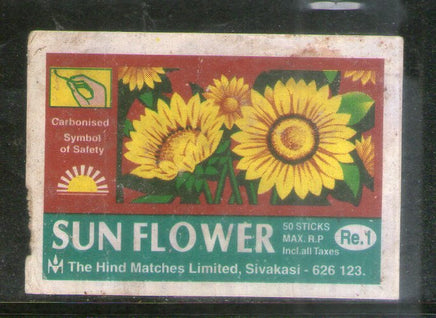 Carbonised
Symbol
of Safety
SUN FLOWER
50 STICKS
MAX. R.P
Incl.all Taxes
Re.1
The Hind Matches Limited, Sivakasi - 626 123.